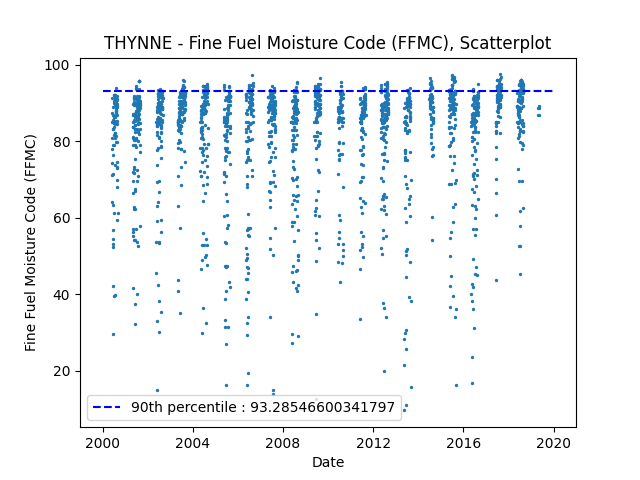 THYNNE - Fine Fuel Moisture Code (FFMC), Scatterplot
Fine Fuel Moisture Code (FFMC)
100
80
60
40
20
90th percentile : 93.28546600341797
2000 2004 2008 2012 2016 2020
Date